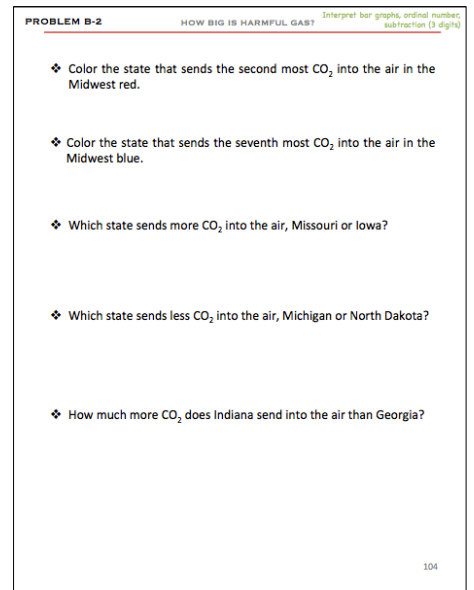 PROBLEM B-2 HOW BIG IS HARMFUL GAS? Interpret bar graphs, ordinal number,
subtraction (3 digits)
❖ Color the state that sends the second most CO₂ into the air in the
Midwest red.
❖ Color the state that sends the seventh most CO₂ into the air in the
Midwest blue.
❖ Which state sends more CO₂ into the air, Missouri or Iowa?
❖ Which state sends less CO₂ into the air, Michigan or North Dakota?
❖ How much more CO₂ does Indiana send into the air than Georgia?
104